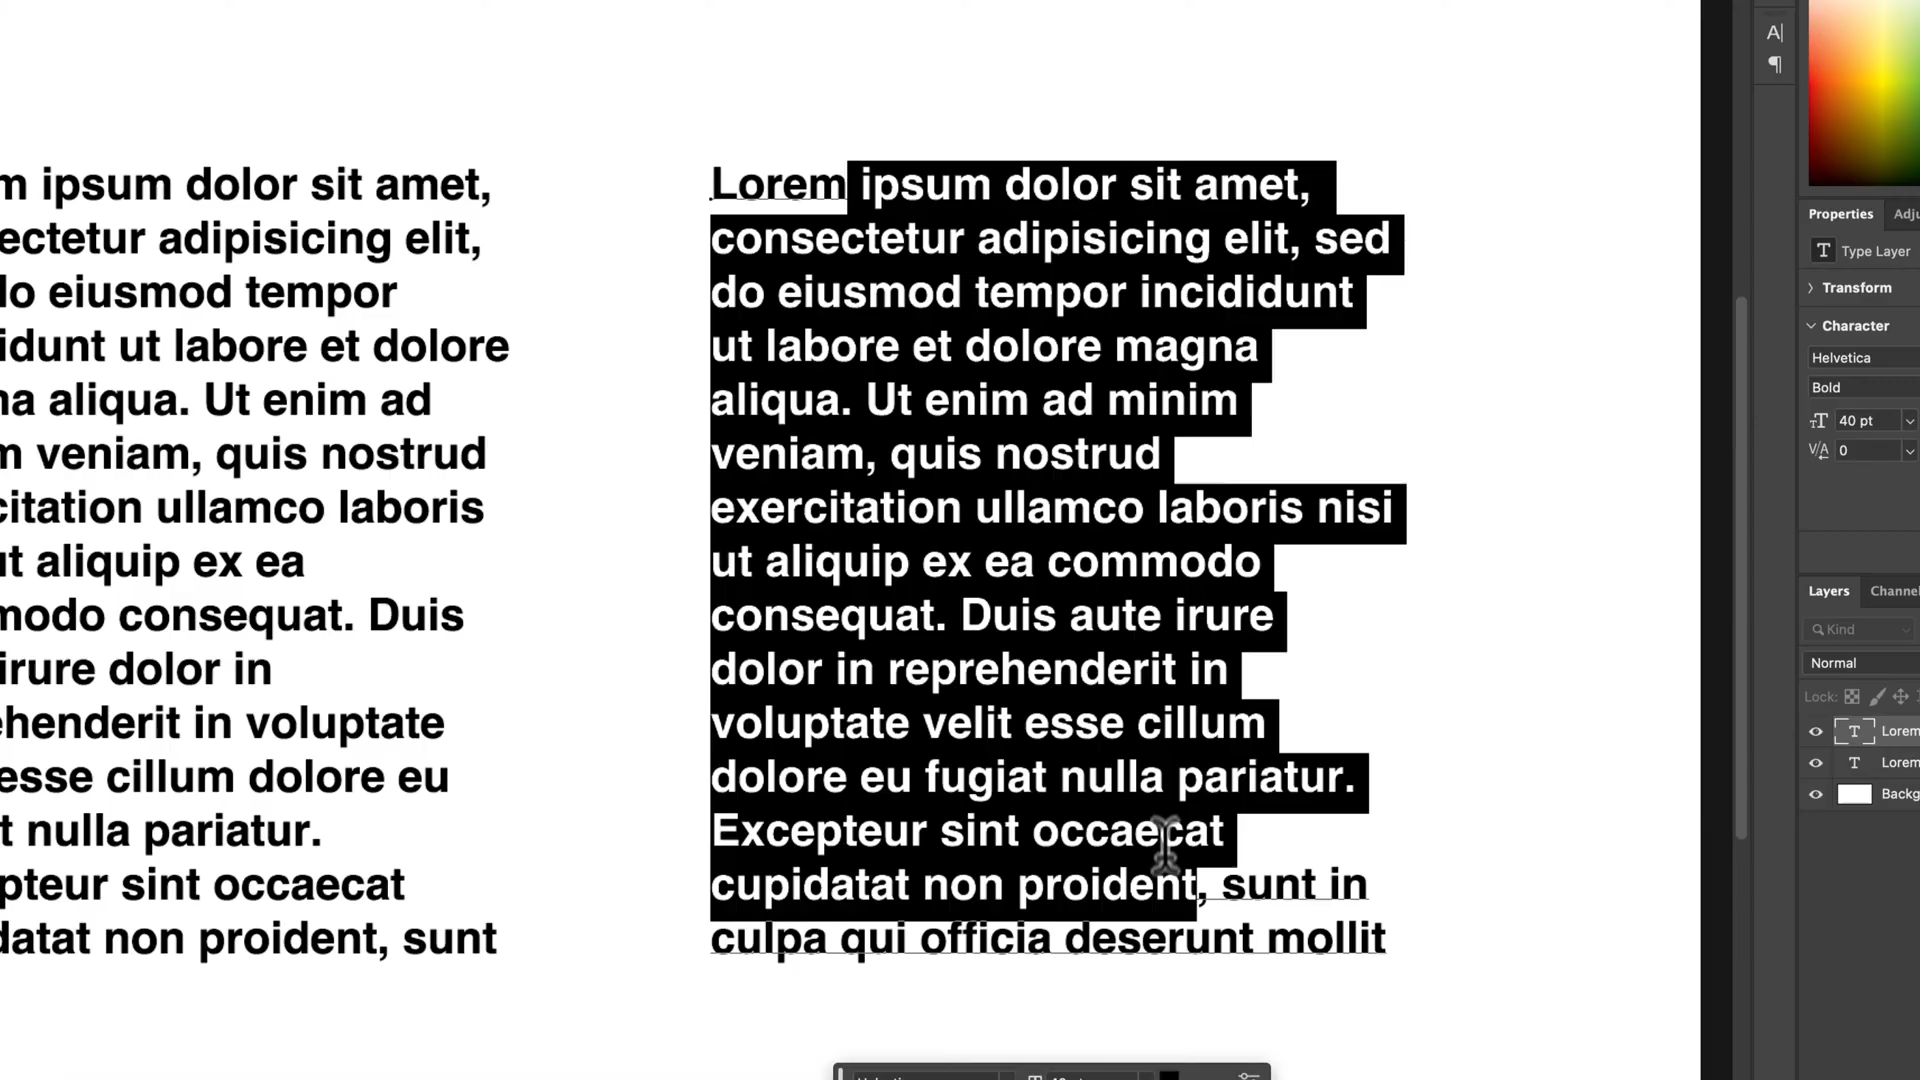 m ipsum dolor sit amet,
ectetur adipisicing elit,
do eiusmod tempor
idunt ut labore et dolore
na aliqua. Ut enim ad
m veniam, quis nostrud
citation ullamco laboris
ut aliquip ex ea
modo consequat. Duis
irure dolor in
ehenderit in voluptate
esse cillum dolore eu
t nulla pariatur.
pteur sint occaecat
datat non proident, sunt
Lorem ipsum dolor sit amet,
consectetur adipisicing elit, sed
do eiusmod tempor incididunt
ut labore et dolore magna
aliqua. Ut enim ad minim
veniam, quis nostrud
exercitation ullamco laboris nisi
ut aliquip ex ea commodo
consequat. Duis aute irure
dolor in reprehenderit in
voluptate velit esse cillum
dolore eu fugiat nulla pariatur.
Excepteur sint occaecat
cupidatat non proident, sunt in
culpa qui officia deserunt mollit
Properties Adju
T Type Layer
Transform
Character
Helvetica
Bold
40 pt
0
Layers Channe
Kind
Normal
Lock:
T Lorem
T Lorem
Backg